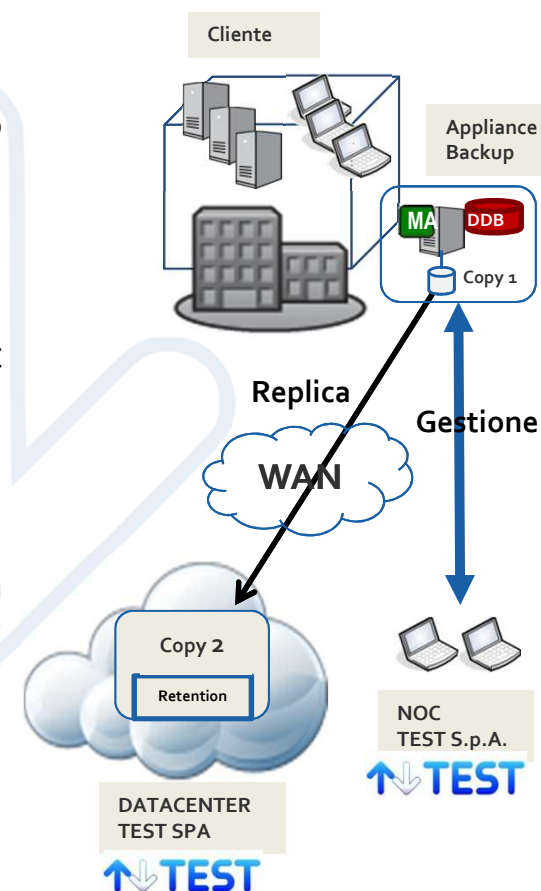 Cliente
Appliance
Backup
MA
DDB
Copy 1
Replica
Gestione
WAN
Copy 2
Retention
NOC
TEST S.p.A.
TEST
DATACENTER
TEST SPA
TEST